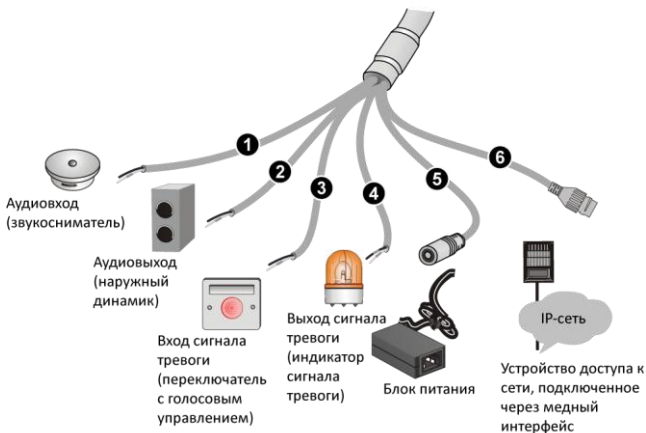 1
2
3
4
5
6
Аудиовход
(звукосниматель)
Аудиовыход
(наружный
динамик)
Вход сигнала
тревоги
(переключатель
с голосовым
управлением)
Выход сигнала
тревоги
(индикатор
сигнала
тревоги)
Блок питания
IP-сеть
Устройство доступа к
сети, подключенное
через медный
интерфейс